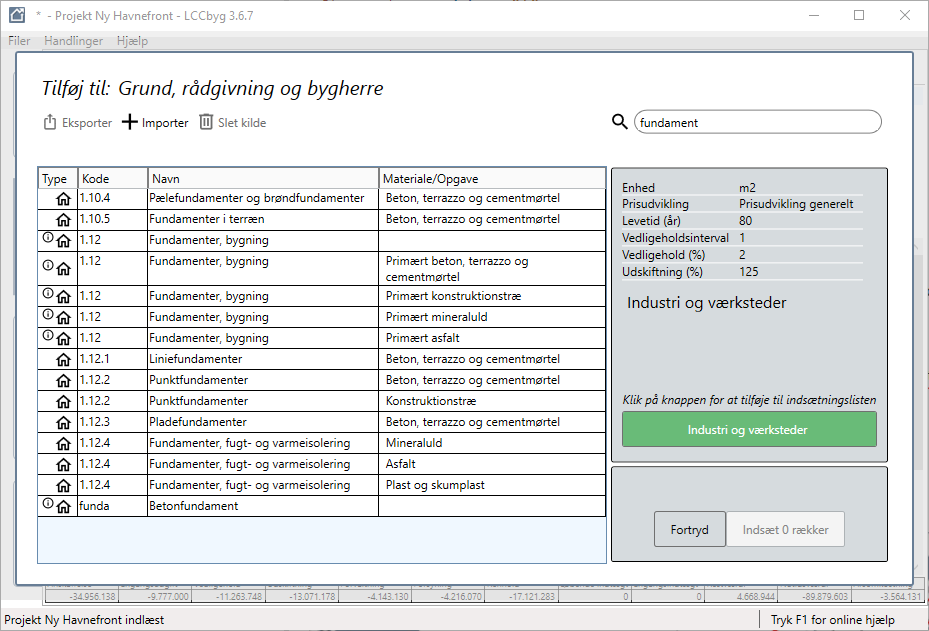 * - Projekt Ny Havnefront - LCCbyg 3.6.7
Filer Handlinger Hjælp
Tilføj til: Grund, rådgivning og bygherre
Eksporter Importer Slet kilde
fundament
Type Kode Navn Materiale/Opgave
1.10.4 Pælefundamenter og brøndfundamenter Beton, terrazzo og cementmørtel
1.10.5 Fundamenter i terræn Beton, terrazzo og cementmørtel
1.12 Fundamenter, bygning
1.12 Fundamenter, bygning Primært beton, terrazzo og
cementmørtel
1.12 Fundamenter, bygning Primært konstruktionstræ
1.12 Fundamenter, bygning Primært mineraluld
1.12 Fundamenter, bygning Primært asfalt
1.12.1 Liniefundamenter Beton, terrazzo og cementmørtel
1.12.2 Punktfundamenter Beton, terrazzo og cementmørtel
1.12.2 Punktfundamenter Konstruktionstræ
1.12.3 Pladefundamenter Beton, terrazzo og cementmørtel
1.12.4 Fundamenter, fugt- og varmeisolering Mineraluld
1.12.4 Fundamenter, fugt- og varmeisolering Asfalt
1.12.4 Fundamenter, fugt- og varmeisolering Plast og skumplast
funda Betonfundament
Enhed m2
Prisudvikling Prisudvikling generelt
Levetid (år) 80
Vedligeholdsinterval 1
Vedligehold (%) 2
Udskiftning (%) 125
Industri og værksteder
Klik på knappen for at tilføje til indsætningslisten
Industri og værksteder
Fortryd Indsæt 0 rækker
-34.956.138 -9.777.000 -11.263.748 -13.071.178 -4.143.130 -4.216.070 -17.121.283 0 0 4.668.944 -89.879.603 -3.564.131
Projekt Ny Havnefront indlæst Tryk F1 for online hjælp